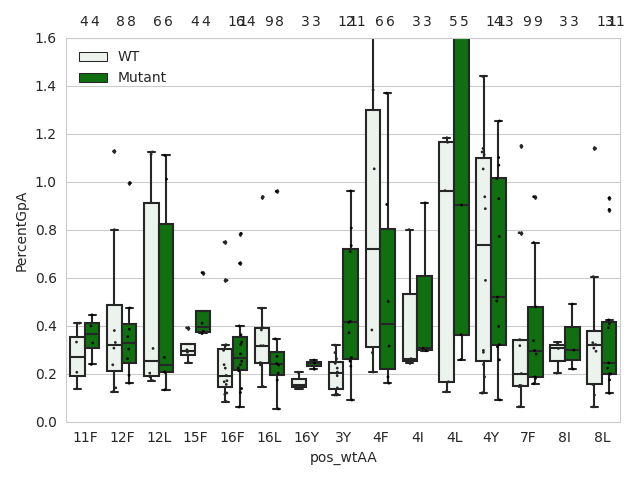 4 4 8 8 6 6 4 4 16 14 9 8 3 3 12 11 6 6 3 3 5 5 14 13 9 9 3 3 13 11
1.6
WT
Mutant
1.4
1.2
1.0
0.8
0.6
0.4
0.2
0.0
PercentGpA
11F 12F 12L 15F 16F 16L 16Y 3Y 4F 4I 4L 4Y 7F 8I 8L
pos_wtAA